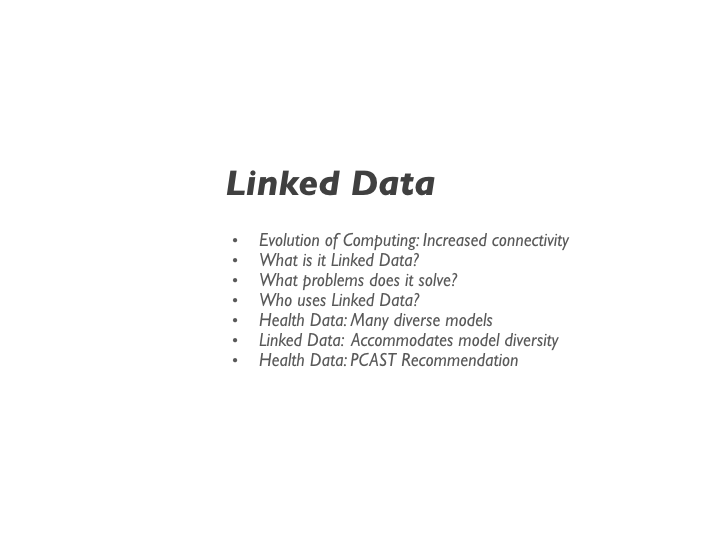 Linked Data
• Evolution of Computing: Increased connectivity
• What is it Linked Data?
• What problems does it solve?
• Who uses Linked Data?
• Health Data: Many diverse models
• Linked Data:  Accommodates model diversity
• Health Data: PCAST Recommendation